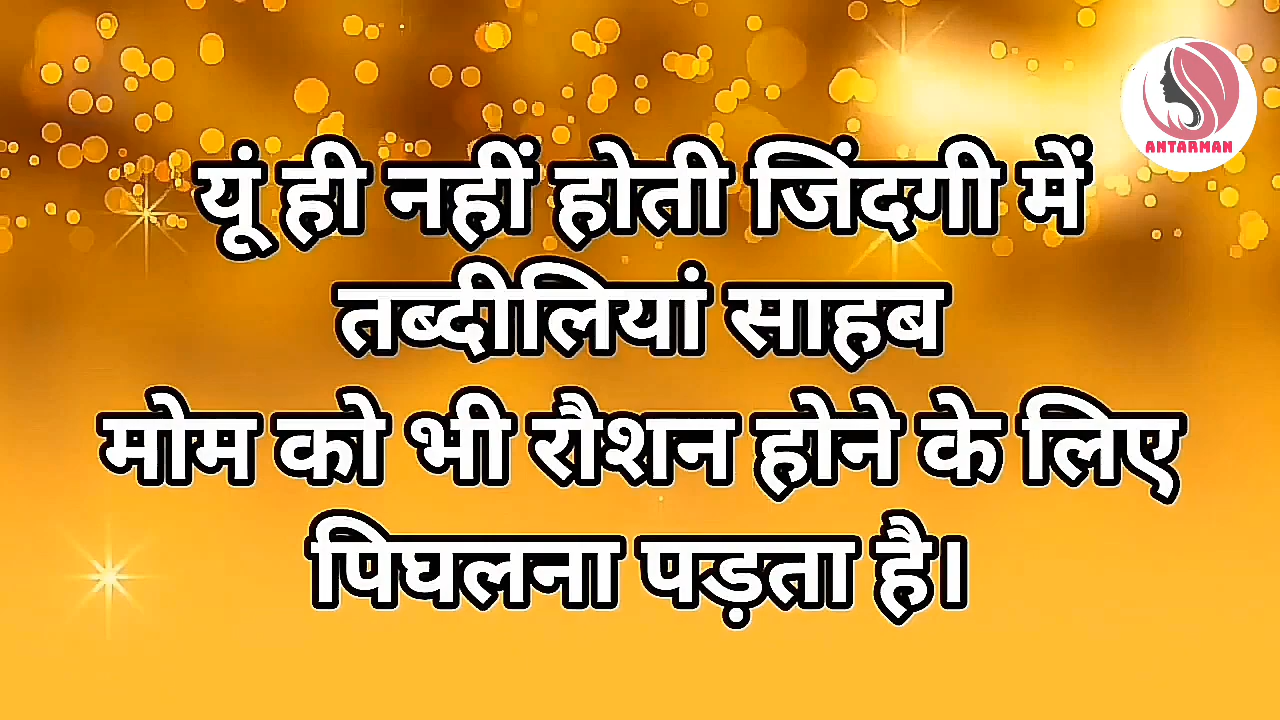 ANTARMAN
यूं ही नहीं होती जिंदगी में
तब्दीलियां साहब
मोम को भी रौशन होने के लिए
पिघलना पड़ता है।